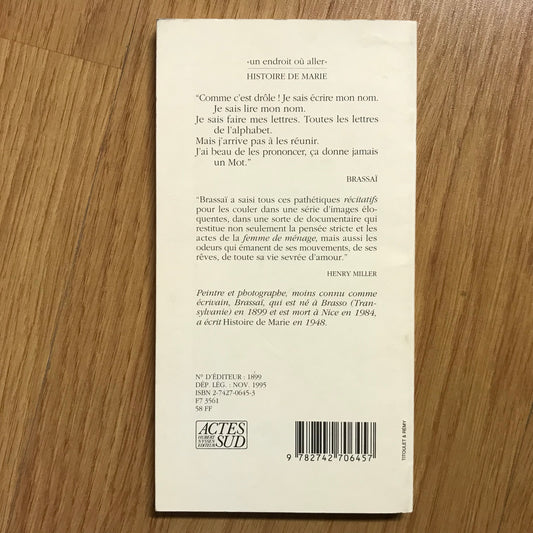 «un endroit où aller»
HISTOIRE DE MARIE
“Comme c'est drôle ! Je sais écrire mon nom.
Je sais lire mon nom.
Je sais faire mes lettres. Toutes les lettres
de l'alphabet.
Mais j'arrive pas à les réunir.
J'ai beau de les prononcer, ça donne jamais
un Mot.”
BRASSAÏ
“Brassaï a saisi tous ces pathétiques récitatifs
pour les couler dans une série d'images élo-
quentes, dans une sorte de documentaire qui
restitue non seulement la pensée stricte et les
actes de la femme de ménage, mais aussi les
odeurs qui émanent de ses mouvements, de ses
rêves, de toute sa vie sevrée d'amour.”
HENRY MILLER
Peintre et photographe, moins connu comme
écrivain, Brassaï, qui est né à Brasso (Tran-
sylvanie) en 1899 et est mort à Nice en 1984,
a écrit Histoire de Marie en 1948.
N° D'ÉDITEUR : 1899
DÉP. LÉG. : NOV. 1995
ISBN 2-7427-0645-3
F7 3561
58 FF
ACTES
HUBERT
NYSSEN
ÉDITEUR
SUD
9 782742 706457
TITOULET & RÉMY